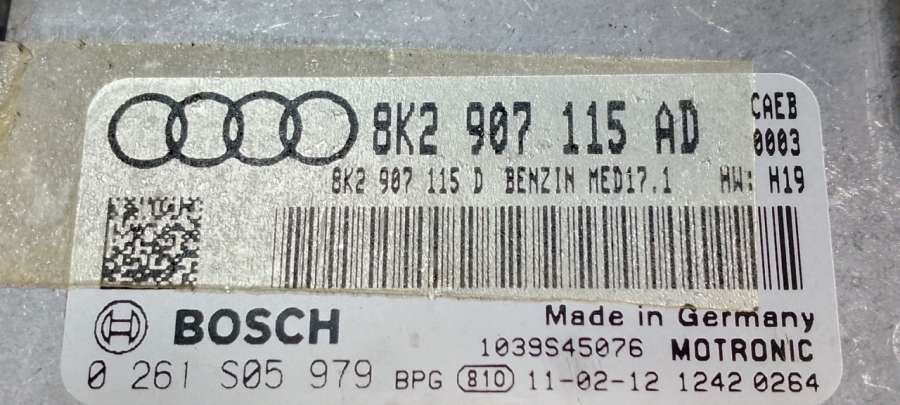 8K2 907 115 AD CAEB
0003
8K2 907 115 D BENZIN MED17.1 HW: H19
BOSCH Made in Germany
1039S45076 MOTRONIC
0 261 S05 979 BPG 810 11-02-12 1242 0264